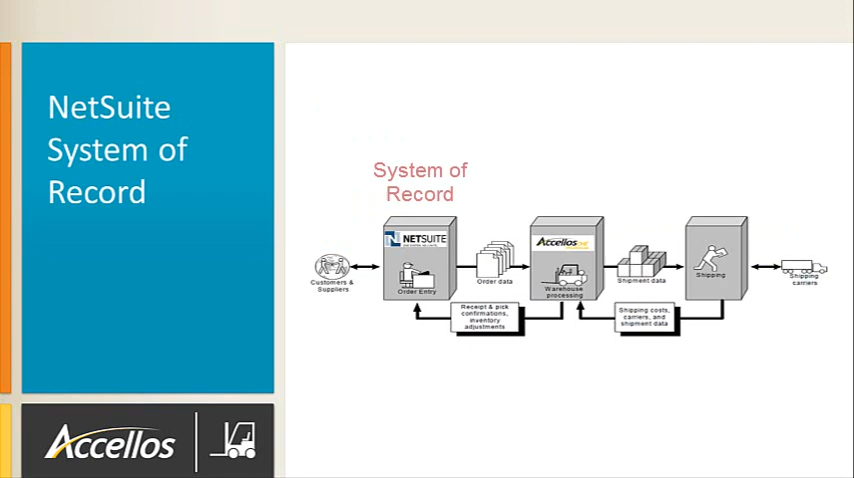 NetSuite
System of
Record
System of
Record
NETSUITE
Accellos
Order Entry
Order data
Warehouse
processing
Shipment data
Shipping
Customers &
Suppliers
Shipping
carriers
Receipt & pick
confirmations,
inventory
adjustments
Shipping costs,
carriers, and
shipment data
Accellos